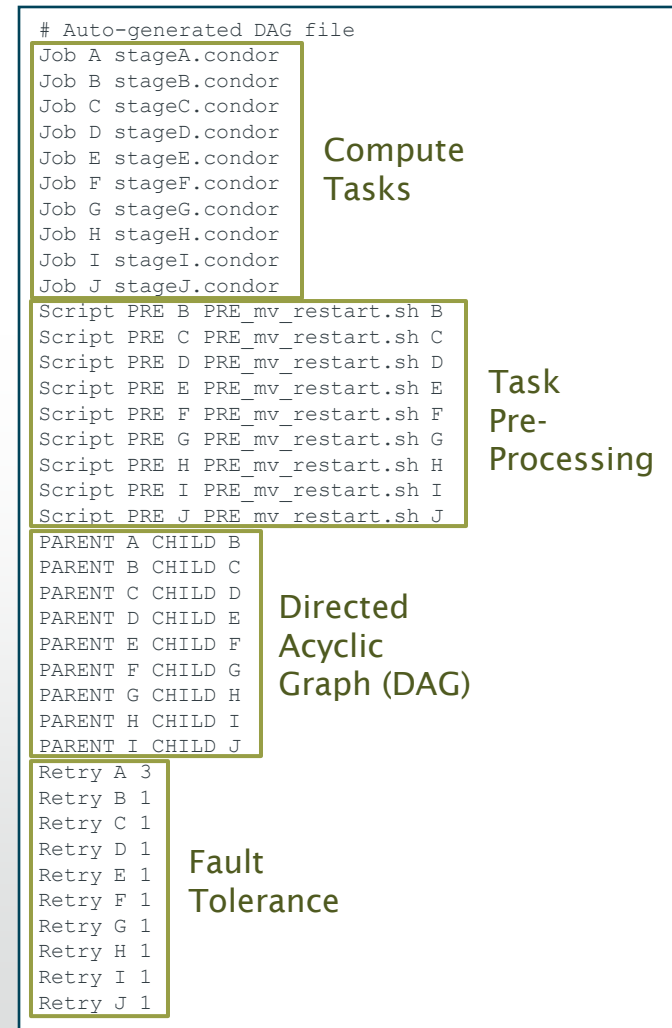 # Auto-generated DAG file
Job A stageA.condor
Job B stageB.condor
Job C stageC.condor
Job D stageD.condor
Job E stageE.condor
Job F stageF.condor
Job G stageG.condor
Job H stageH.condor
Job I stageI.condor
Job J stageJ.condor
Compute
Tasks
Script PRE B PRE_mv_restart.sh B
Script PRE C PRE_mv_restart.sh C
Script PRE D PRE_mv_restart.sh D
Script PRE E PRE_mv_restart.sh E
Script PRE F PRE_mv_restart.sh F
Script PRE G PRE_mv_restart.sh G
Script PRE H PRE_mv_restart.sh H
Script PRE I PRE_mv_restart.sh I
Script PRE J PRE_mv_restart.sh J
Task
Pre-
Processing
PARENT A CHILD B
PARENT B CHILD C
PARENT C CHILD D
PARENT D CHILD E
PARENT E CHILD F
PARENT F CHILD G
PARENT G CHILD H
PARENT H CHILD I
PARENT I CHILD J
Directed
Acyclic
Graph (DAG)
Retry A 3
Retry B 1
Retry C 1
Retry D 1
Retry E 1
Retry F 1
Retry G 1
Retry H 1
Retry I 1
Retry J 1
Fault
Tolerance